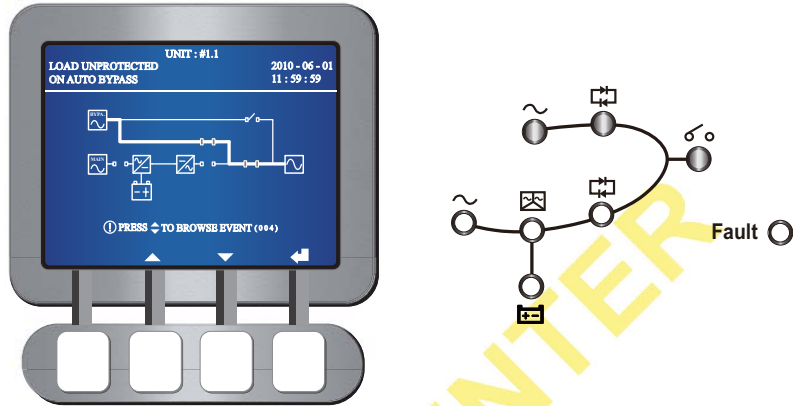 UNIT : #1.1
LOAD UNPROTECTED
2010 - 06 - 01
ON AUTO BYPASS
11 : 59 : 59
BYPA.
MAIN
PRESS TO BROWSE EVENT (004)
Fault
NTER